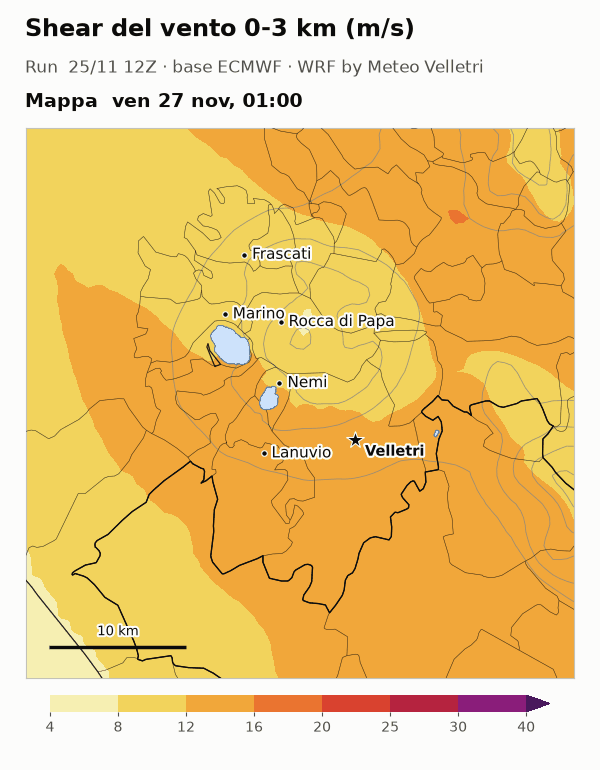 Shear del vento 0-3 km (m/s)
Run  25/11 12Z · base ECMWF · WRF by Meteo Velletri
Mappa  ven 27 nov, 01:00
Frascati
Marino
Rocca di Papa
Nemi
Velletri
Lanuvio
10 km
4 8 12 16 20 25 30 40